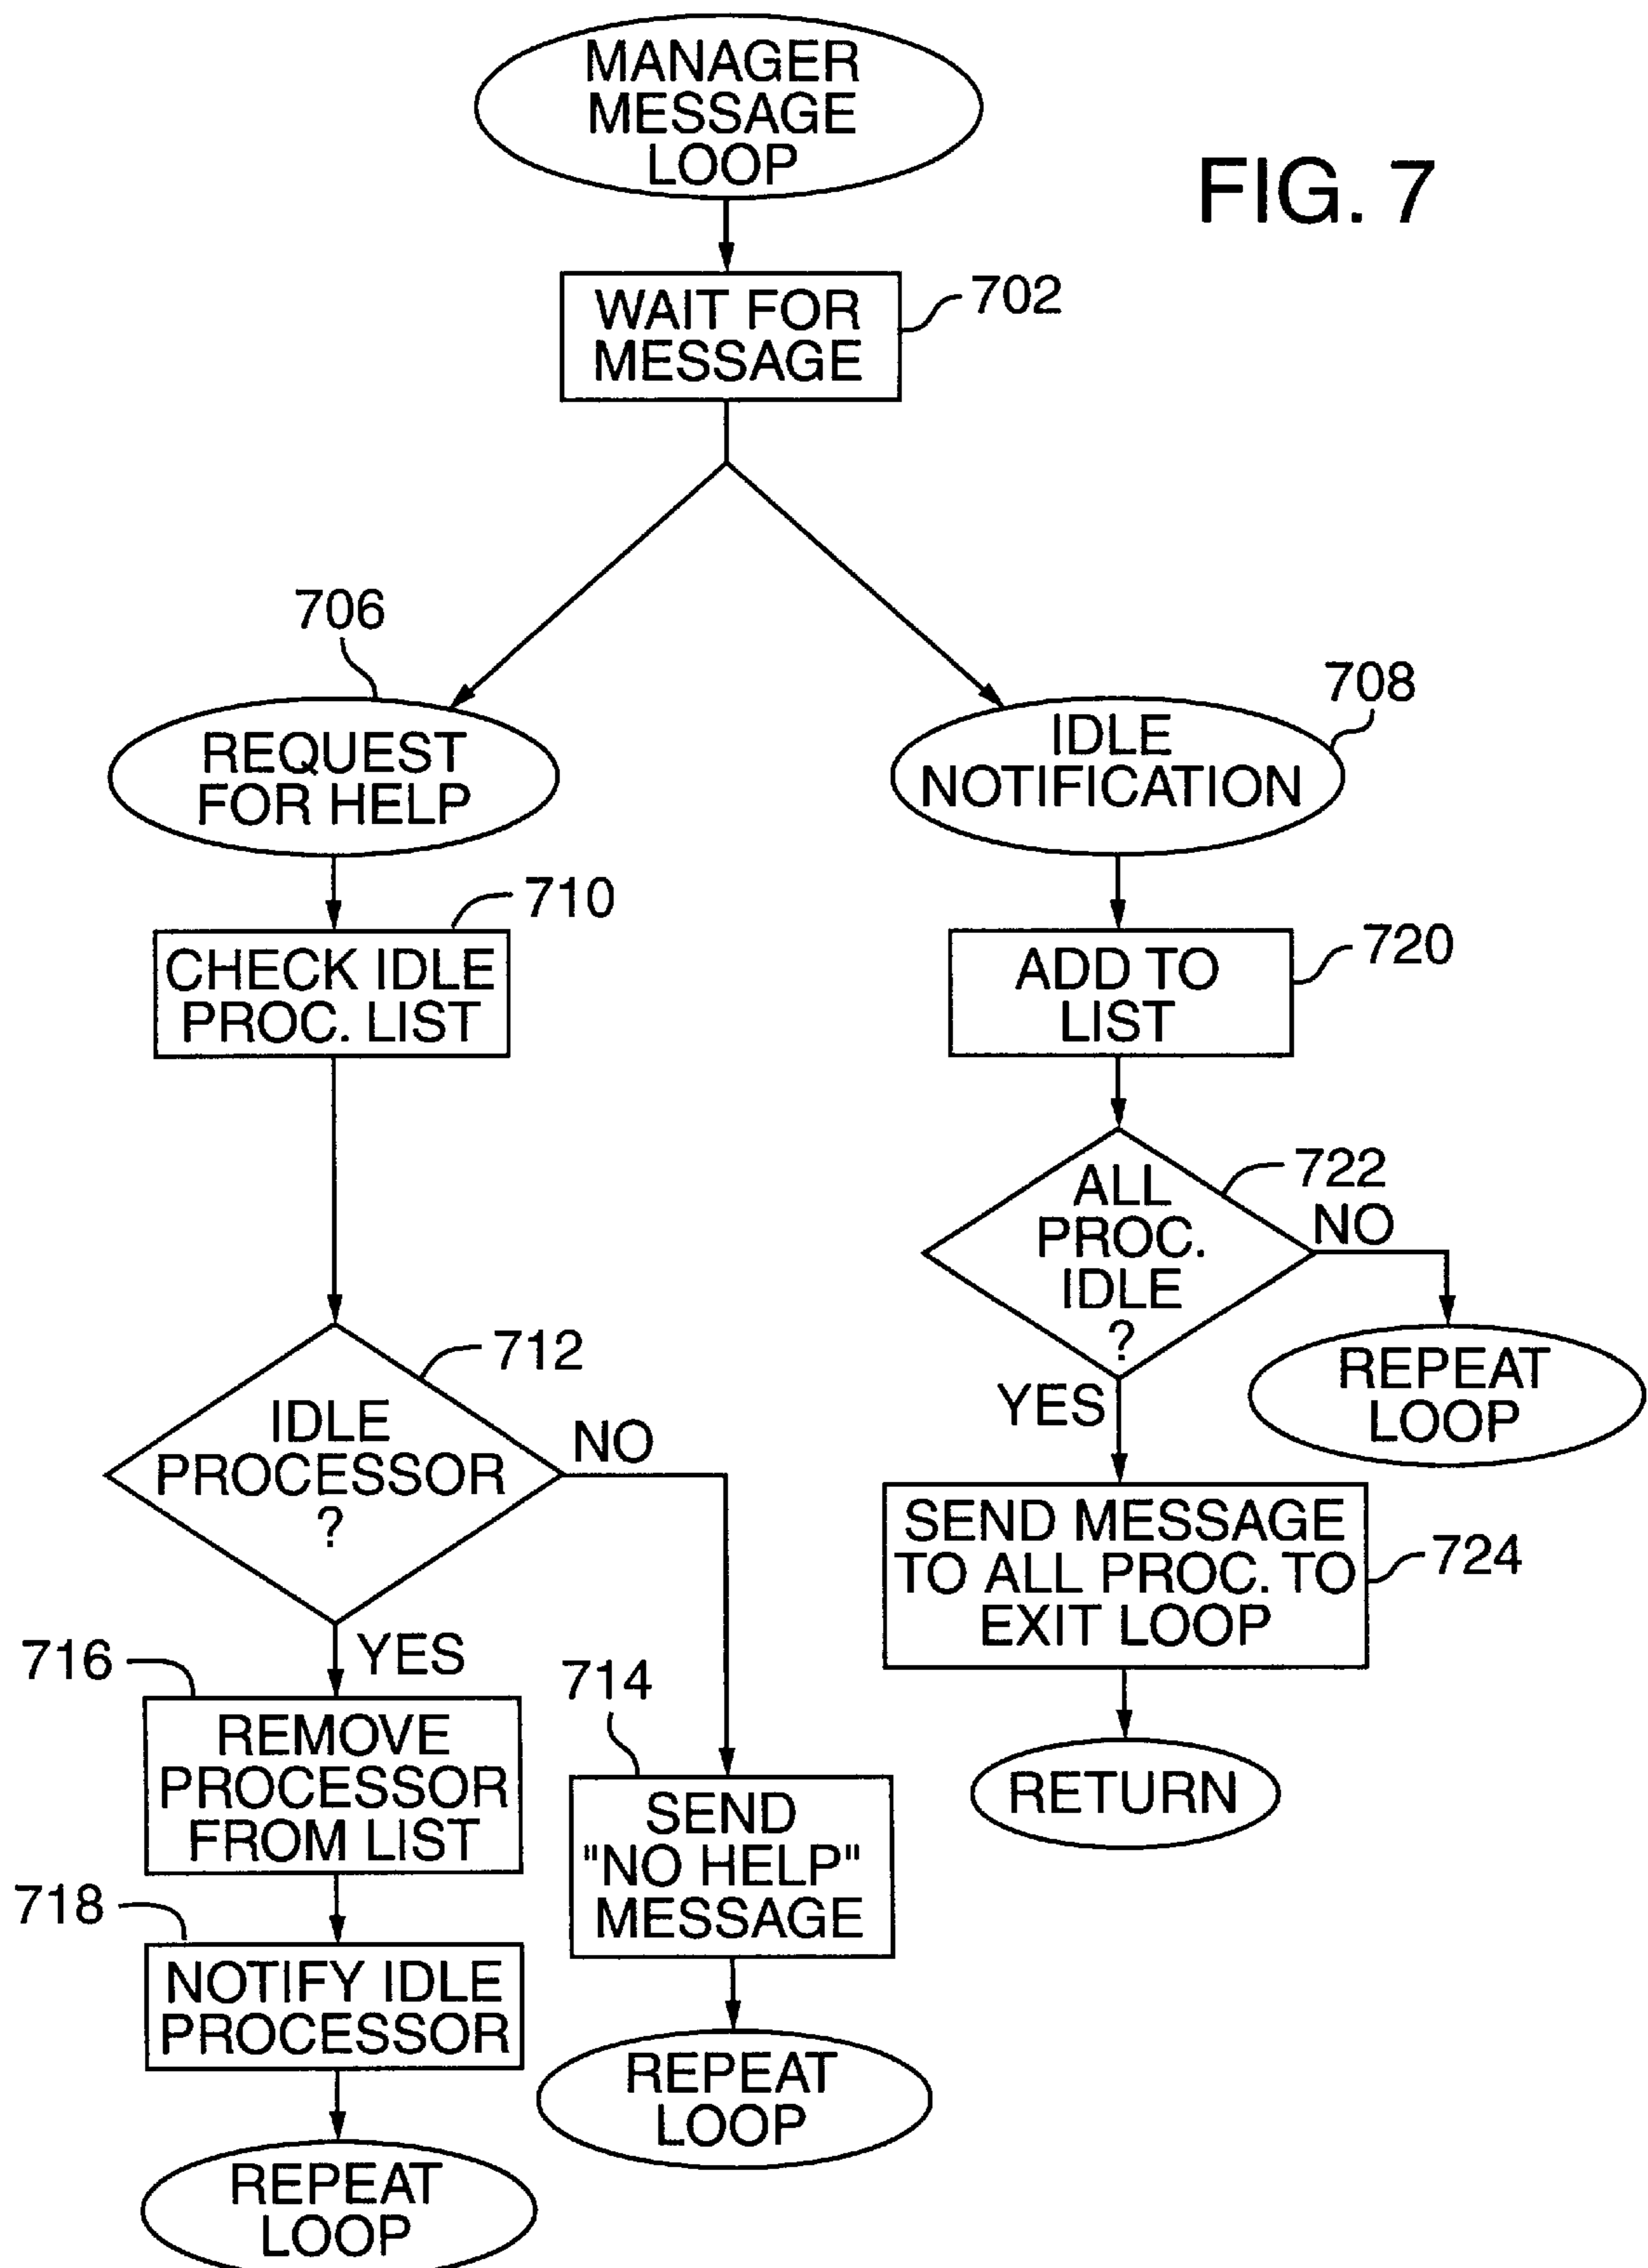 MANAGER
MESSAGE
LOOP
FIG. 7
WAIT FOR
MESSAGE
702
706
REQUEST
FOR HELP
708
IDLE
NOTIFICATION
710
CHECK IDLE
PROC. LIST
720
ADD TO
LIST
722
ALL
PROC.
IDLE
?
NO
REPEAT
LOOP
YES
712
IDLE
PROCESSOR
?
NO
YES
SEND MESSAGE
TO ALL PROC. TO
EXIT LOOP
724
RETURN
716
REMOVE
PROCESSOR
FROM LIST
714
SEND
"NO HELP"
MESSAGE
718
NOTIFY IDLE
PROCESSOR
REPEAT
LOOP
REPEAT
LOOP